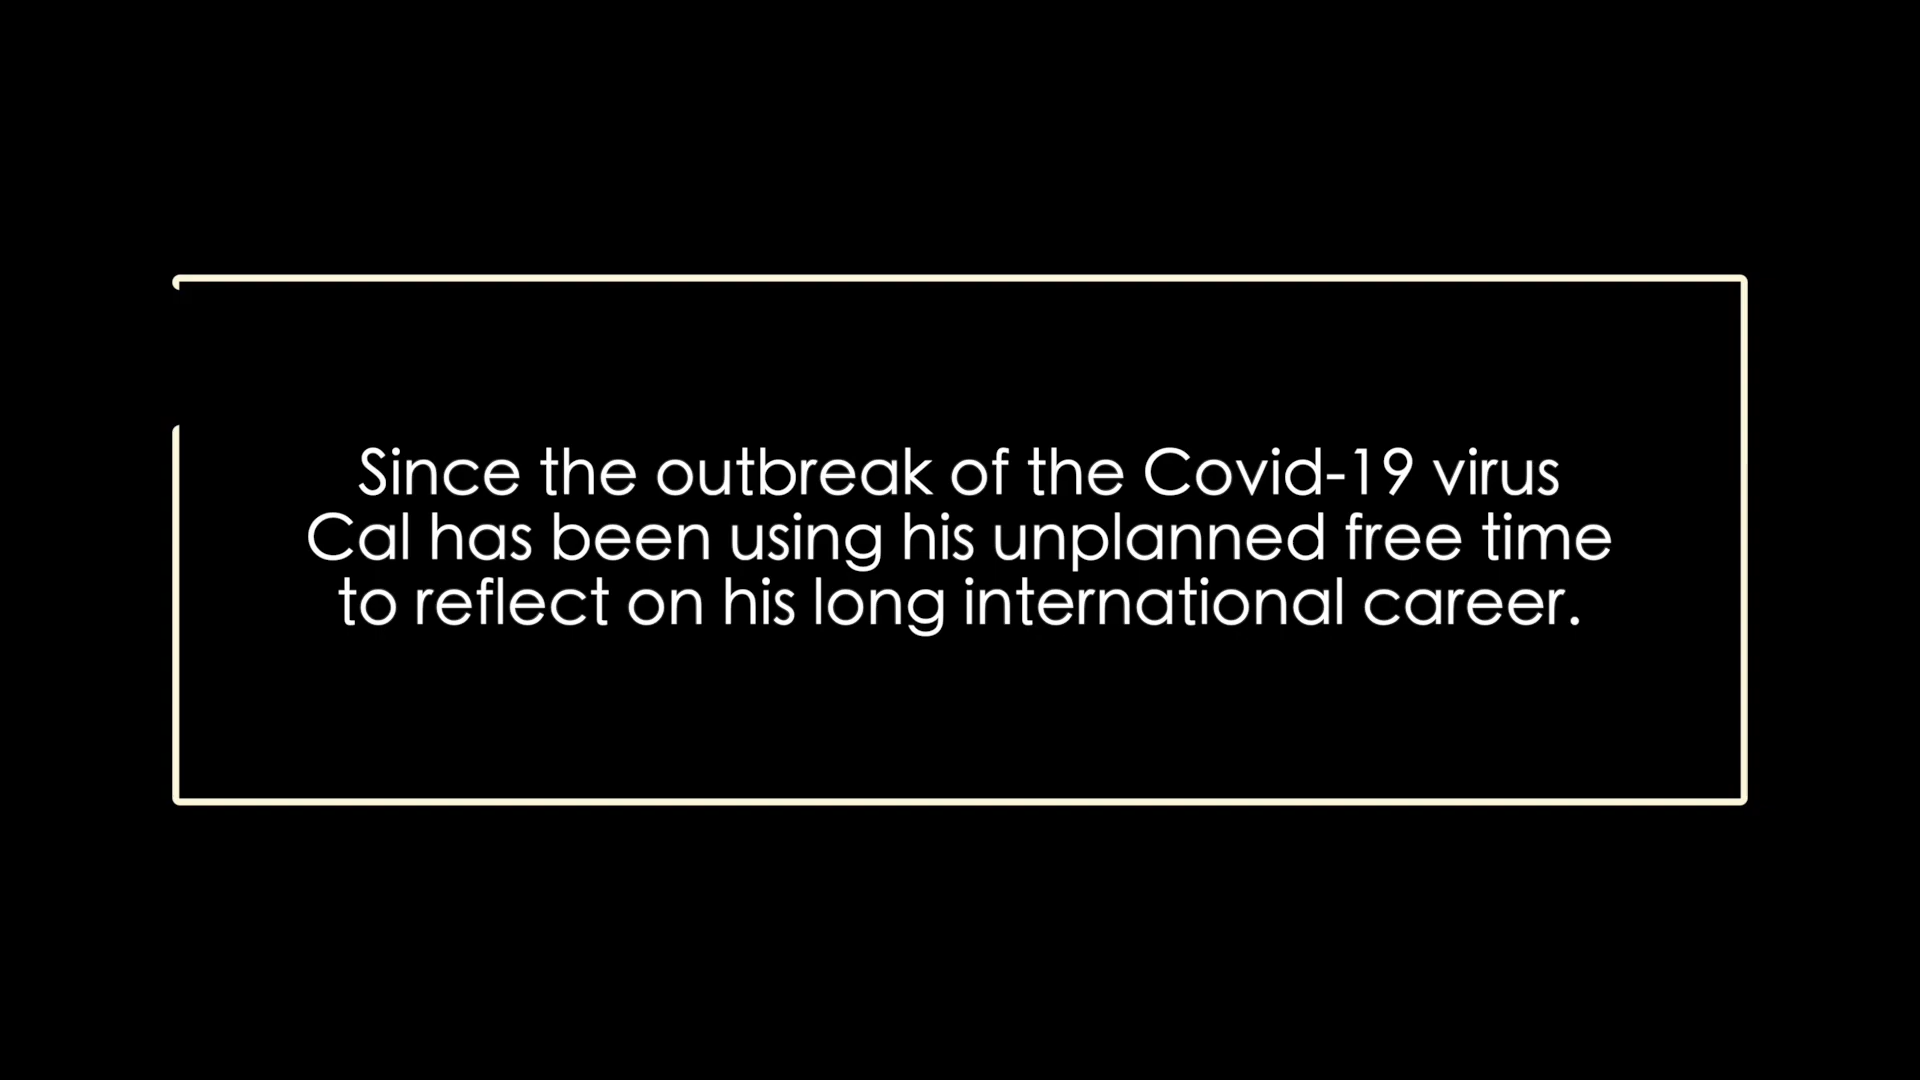 Since the outbreak of the Covid-19 virus
Cal has been using his unplanned free time
to reflect on his long international career.